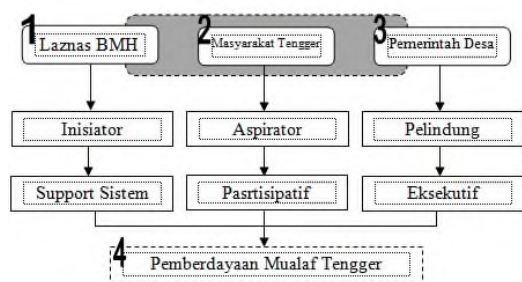 1 Laznas BMH
2 Masyarakat Tengger
3 Pemerintah Desa
Inisiator
Aspirator
Pelindung
Support Sistem
Pasrtisipatif
Eksekutif
4 Pemberdayaan Mualaf Tengger